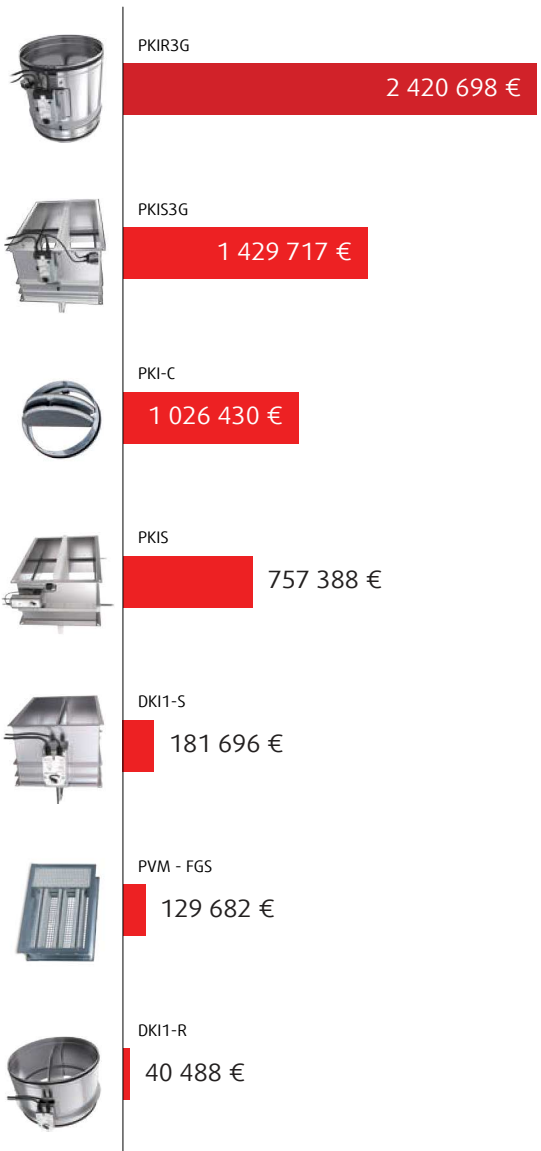 PKIR3G
2 420 698 €
PKIS3G
1 429 717 €
PKI-C
1 026 430 €
PKIS
757 388 €
DKI1-S
181 696 €
PVM - FGS
129 682 €
DKI1-R
40 488 €